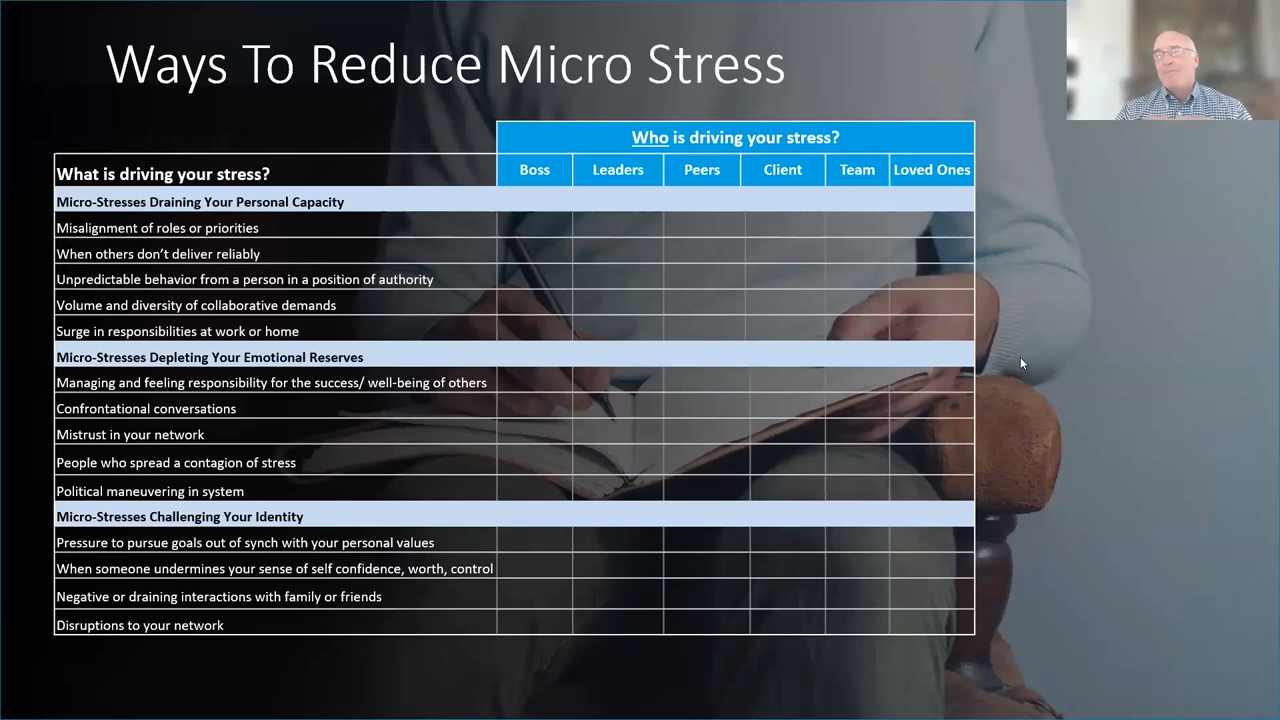 Ways To Reduce Micro Stress
Who is driving your stress?
What is driving your stress?
Boss
Leaders
Peers
Client
Team
Loved Ones
Micro-Stresses Draining Your Personal Capacity
Misalignment of roles or priorities
When others don’t deliver reliably
Unpredictable behavior from a person in a position of authority
Volume and diversity of collaborative demands
Surge in responsibilities at work or home
Micro-Stresses Depleting Your Emotional Reserves
Managing and feeling responsibility for the success/ well-being of others
Confrontational conversations
Mistrust in your network
People who spread a contagion of stress
Political maneuvering in system
Micro-Stresses Challenging Your Identity
Pressure to pursue goals out of synch with your personal values
When someone undermines your sense of self confidence, worth, control
Negative or draining interactions with family or friends
Disruptions to your network